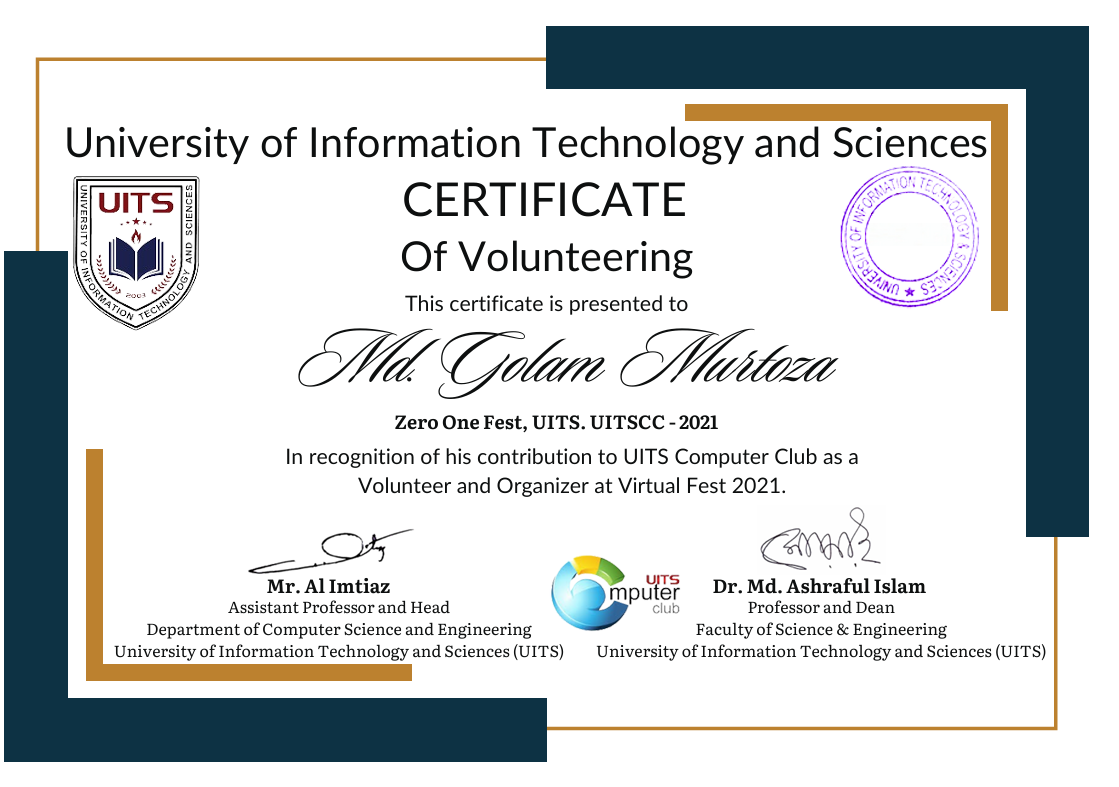 University of Information Technology and Sciences
UITS
UNIVERSITY OF INFORMATION TECHNOLOGY AND SCIENCES
2003
CERTIFICATE
Of Volunteering
UNIVERSITY OF INFORMATION TECHNOLOGY & SCIENCES
This certificate is presented to
Md. Golam Murtoza
Zero One Fest, UITS. UITSCC - 2021
In recognition of his contribution to UITS Computer Club as a
Volunteer and Organizer at Virtual Fest 2021.
Mr. Al Imtiaz
Assistant Professor and Head
Department of Computer Science and Engineering
University of Information Technology and Sciences (UITS)
UITS
Cmputer
club
Dr. Md. Ashraful Islam
Professor and Dean
Faculty of Science & Engineering
University of Information Technology and Sciences (UITS)